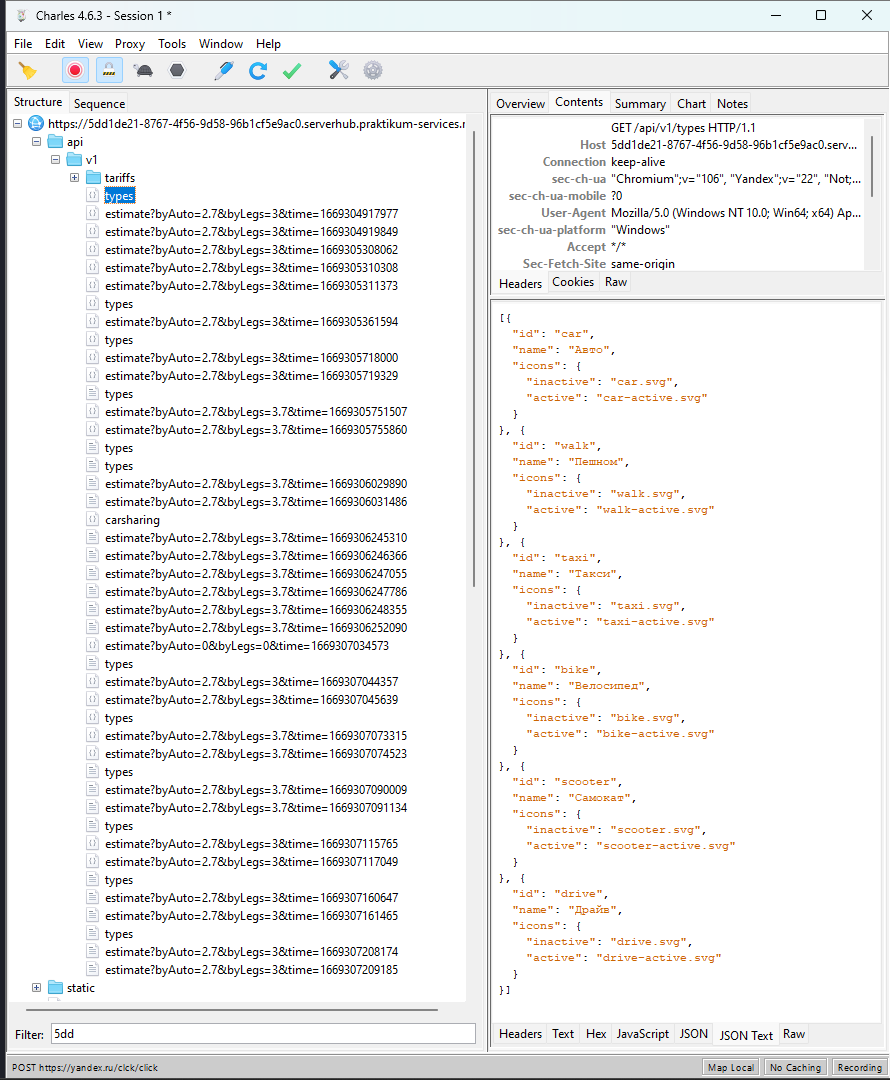 Charles 4.6.3 - Session 1 *
File Edit View Proxy Tools Window Help
Structure Sequence
https://5dd1de21-8767-4f56-9d58-96b1cf5e9ac0.serverhub.praktikum-services.r
api
v1
tariffs
types
estimate?byAuto=2.7&byLegs=3&time=1669304917977
estimate?byAuto=2.7&byLegs=3&time=1669304919849
estimate?byAuto=2.7&byLegs=3&time=1669305308062
estimate?byAuto=2.7&byLegs=3&time=1669305310308
estimate?byAuto=2.7&byLegs=3&time=1669305311373
types
estimate?byAuto=2.7&byLegs=3&time=1669305361594
types
estimate?byAuto=2.7&byLegs=3&time=1669305718000
estimate?byAuto=2.7&byLegs=3&time=1669305719329
types
estimate?byAuto=2.7&byLegs=3.7&time=1669305751507
estimate?byAuto=2.7&byLegs=3.7&time=1669305755860
types
types
estimate?byAuto=2.7&byLegs=3.7&time=1669306029890
estimate?byAuto=2.7&byLegs=3.7&time=1669306031486
carsharing
estimate?byAuto=2.7&byLegs=3.7&time=1669306245310
estimate?byAuto=2.7&byLegs=3.7&time=1669306246366
estimate?byAuto=2.7&byLegs=3.7&time=1669306247055
estimate?byAuto=2.7&byLegs=3.7&time=1669306247786
estimate?byAuto=2.7&byLegs=3.7&time=1669306248355
estimate?byAuto=2.7&byLegs=3.7&time=1669306252090
estimate?byAuto=0&byLegs=0&time=1669307034573
types
estimate?byAuto=2.7&byLegs=3&time=1669307044357
estimate?byAuto=2.7&byLegs=3&time=1669307045639
types
estimate?byAuto=2.7&byLegs=3.7&time=1669307073315
estimate?byAuto=2.7&byLegs=3.7&time=1669307074523
types
estimate?byAuto=2.7&byLegs=3.7&time=1669307090009
estimate?byAuto=2.7&byLegs=3.7&time=1669307091134
types
estimate?byAuto=2.7&byLegs=3&time=1669307115765
estimate?byAuto=2.7&byLegs=3&time=1669307117049
types
estimate?byAuto=2.7&byLegs=3&time=1669307160647
estimate?byAuto=2.7&byLegs=3&time=1669307161465
types
estimate?byAuto=2.7&byLegs=3&time=1669307208174
estimate?byAuto=2.7&byLegs=3&time=1669307209185
static
Filter: 5dd
Overview Contents Summary Chart Notes
GET /api/v1/types HTTP/1.1
Host 5dd1de21-8767-4f56-9d58-96b1cf5e9ac0.serv...
Connection keep-alive
sec-ch-ua "Chromium";v="106", "Yandex";v="22", "Not;...
sec-ch-ua-mobile ?0
User-Agent Mozilla/5.0 (Windows NT 10.0; Win64; x64) Ap...
sec-ch-ua-platform "Windows"
Accept */*
Sec-Fetch-Site same-origin
Headers Cookies Raw
[{
"id": "car",
"name": "Авто",
"icons": {
"inactive": "car.svg",
"active": "car-active.svg"
}
}, {
"id": "walk",
"name": "Пешком",
"icons": {
"inactive": "walk.svg",
"active": "walk-active.svg"
}
}, {
"id": "taxi",
"name": "Такси",
"icons": {
"inactive": "taxi.svg",
"active": "taxi-active.svg"
}
}, {
"id": "bike",
"name": "Велосипед",
"icons": {
"inactive": "bike.svg",
"active": "bike-active.svg"
}
}, {
"id": "scooter",
"name": "Самокат",
"icons": {
"inactive": "scooter.svg",
"active": "scooter-active.svg"
}
}, {
"id": "drive",
"name": "Драйв",
"icons": {
"inactive": "drive.svg",
"active": "drive-active.svg"
}
}]
Headers Text Hex JavaScript JSON JSON Text Raw
POST https://yandex.ru/clck/click
Map Local No Caching Recording